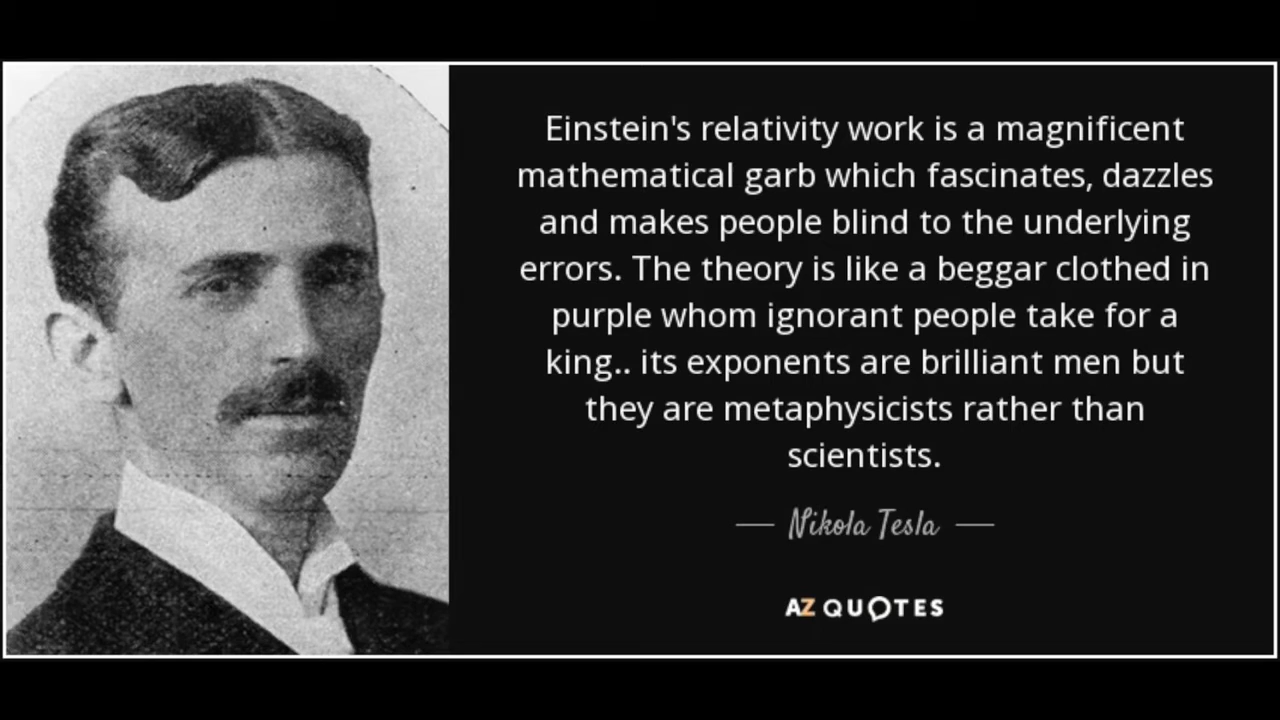 Einstein's relativity work is a magnificent
mathematical garb which fascinates, dazzles
and makes people blind to the underlying
errors. The theory is like a beggar clothed in
purple whom ignorant people take for a
king.. its exponents are brilliant men but
they are metaphysicists rather than
scientists.
Nikola Tesla
AZ QUOTES